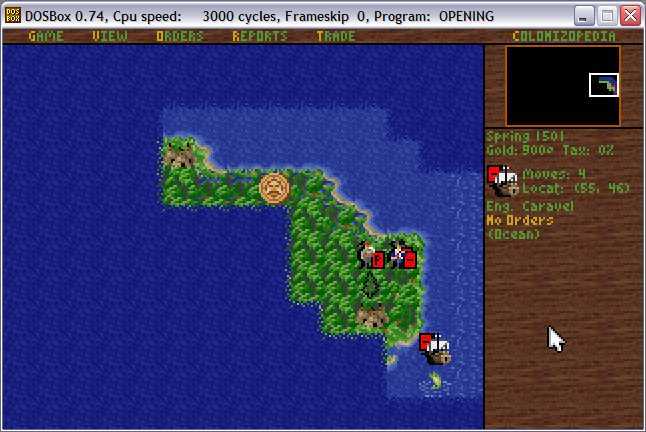 DOSBox 0.74, Cpu speed: 3000 cycles, Frameskip 0, Program: OPENING
GAME VIEW ORDERS REPORTS TRADE COLONIZOPEDIA
Spring 1501
Gold: 900¢ Tax: 0%
Moves: 4
Locat: (55, 46)
Eng. Caravel
No Orders
(Ocean)